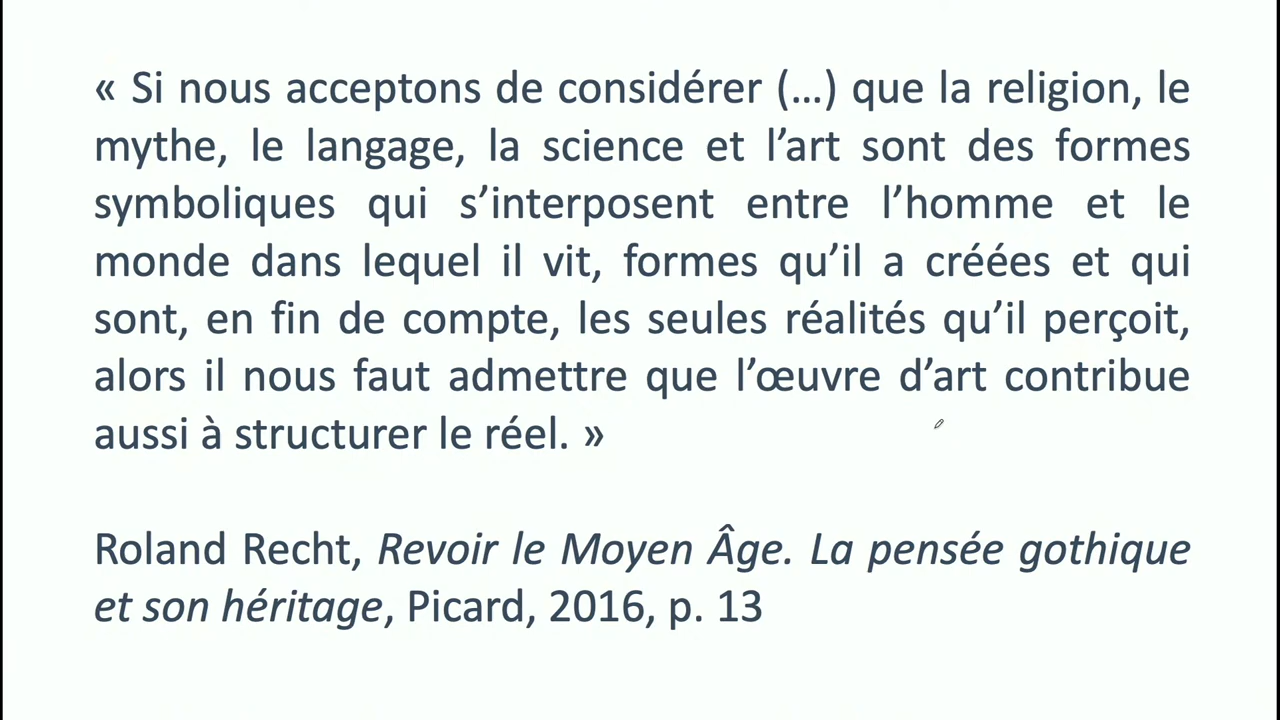 « Si nous acceptons de considérer (…) que la religion, le
mythe, le langage, la science et l’art sont des formes
symboliques qui s’interposent entre l’homme et le
monde dans lequel il vit, formes qu’il a créées et qui
sont, en fin de compte, les seules réalités qu’il perçoit,
alors il nous faut admettre que l’œuvre d’art contribue
aussi à structurer le réel. »
Roland Recht, Revoir le Moyen Âge. La pensée gothique
et son héritage, Picard, 2016, p. 13